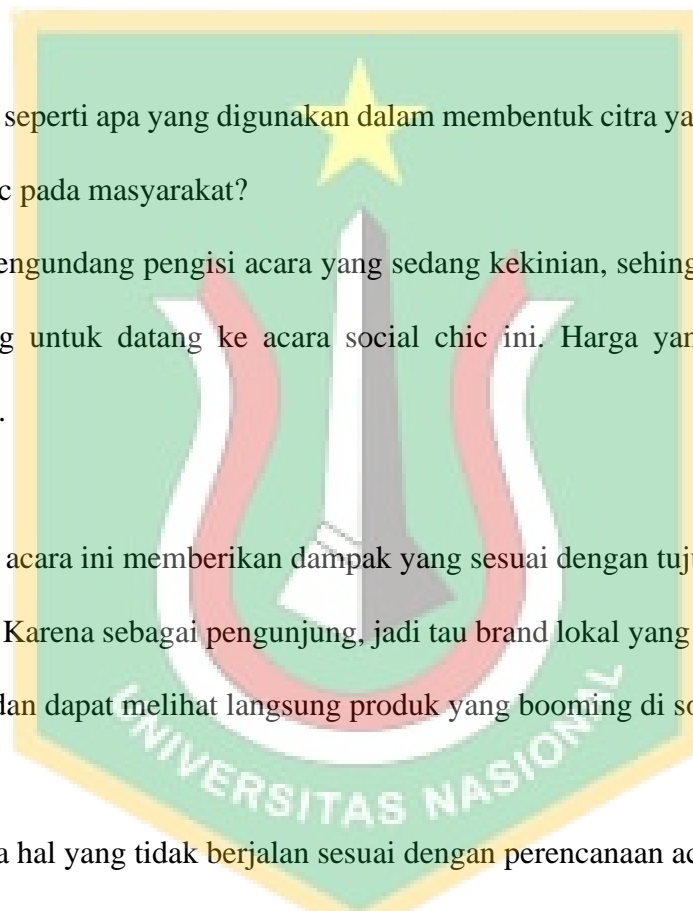 seperti apa yang digunakan dalam membentuk citra ya
c pada masyarakat?
engundang pengisi acara yang sedang kekinian, sehing
g untuk datang ke acara social chic ini. Harga yan
.
acara ini memberikan dampak yang sesuai dengan tuju
Karena sebagai pengunjung, jadi tau brand lokal yang
dan dapat melihat langsung produk yang booming di so
UNIVERSITAS NASIONAL
a hal yang tidak berjalan sesuai dengan perencanaan ac